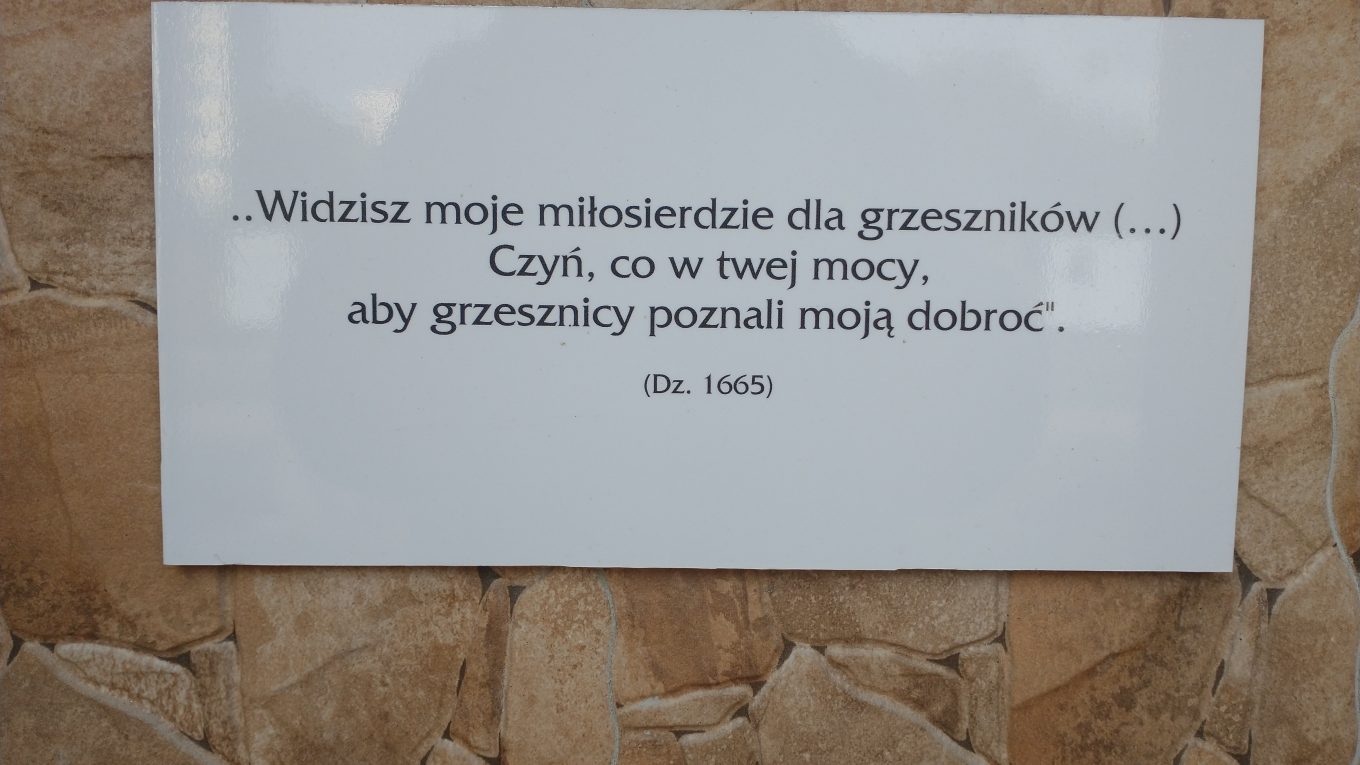 ..Widzisz moje miłosierdzie dla grzeszników (...)
Czyń, co w twej mocy,
aby grzesznicy poznali moją dobroć".
(Dz. 1665)